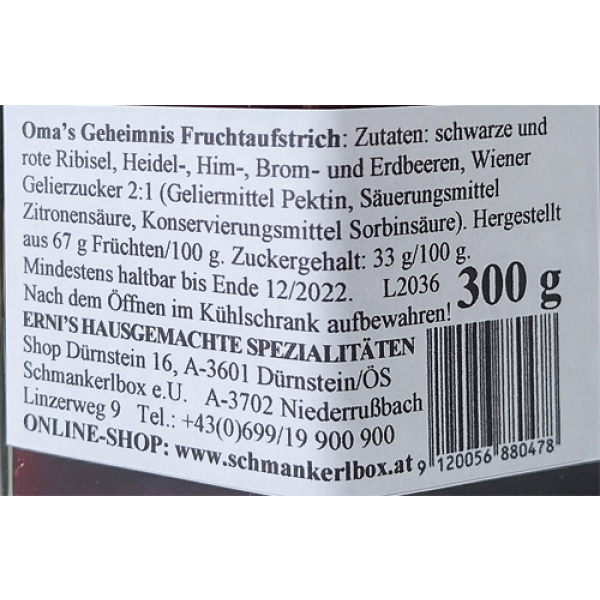 Oma's Geheimnis Fruchtaufstrich: Zutaten: schwarze und
rote Ribisel, Heidel-, Him-, Brom- und Erdbeeren, Wiener
Gelierzucker 2:1 (Geliermittel Pektin, Säuerungsmittel
Zitronensäure, Konservierungsmittel Sorbinsäure). Hergestellt
aus 67 g Früchten/100 g. Zuckergehalt: 33 g/100 g.
Mindestens haltbar bis Ende 12/2022. L2036 300 g
Nach dem Öffnen im Kühlschrank aufbewahren!
ERNI'S HAUSGEMACHTE SPEZIALITÄTEN
Shop Dürnstein 16, A-3601 Dürnstein/ÖS
Schmankerlbox e.U. A-3702 Niederrußbach
Linzerweg 9 Tel.: +43(0)699/19 900 900
ONLINE-SHOP: www.schmankerlbox.at
9 120056 880478